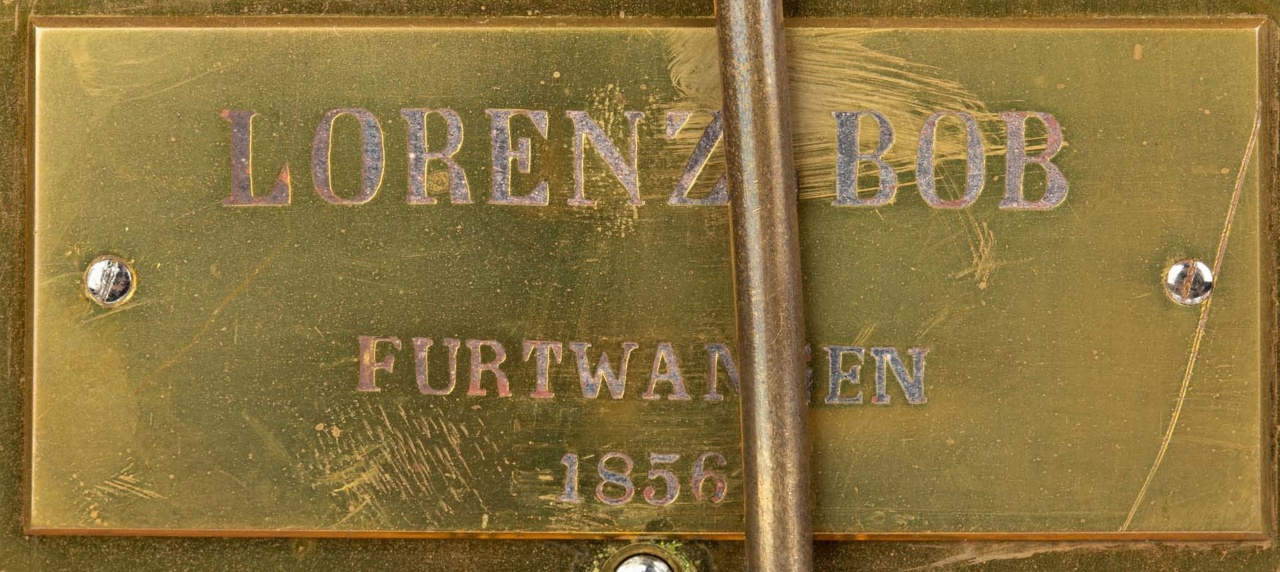 LORENZ BOB
FURTWANGEN
1856